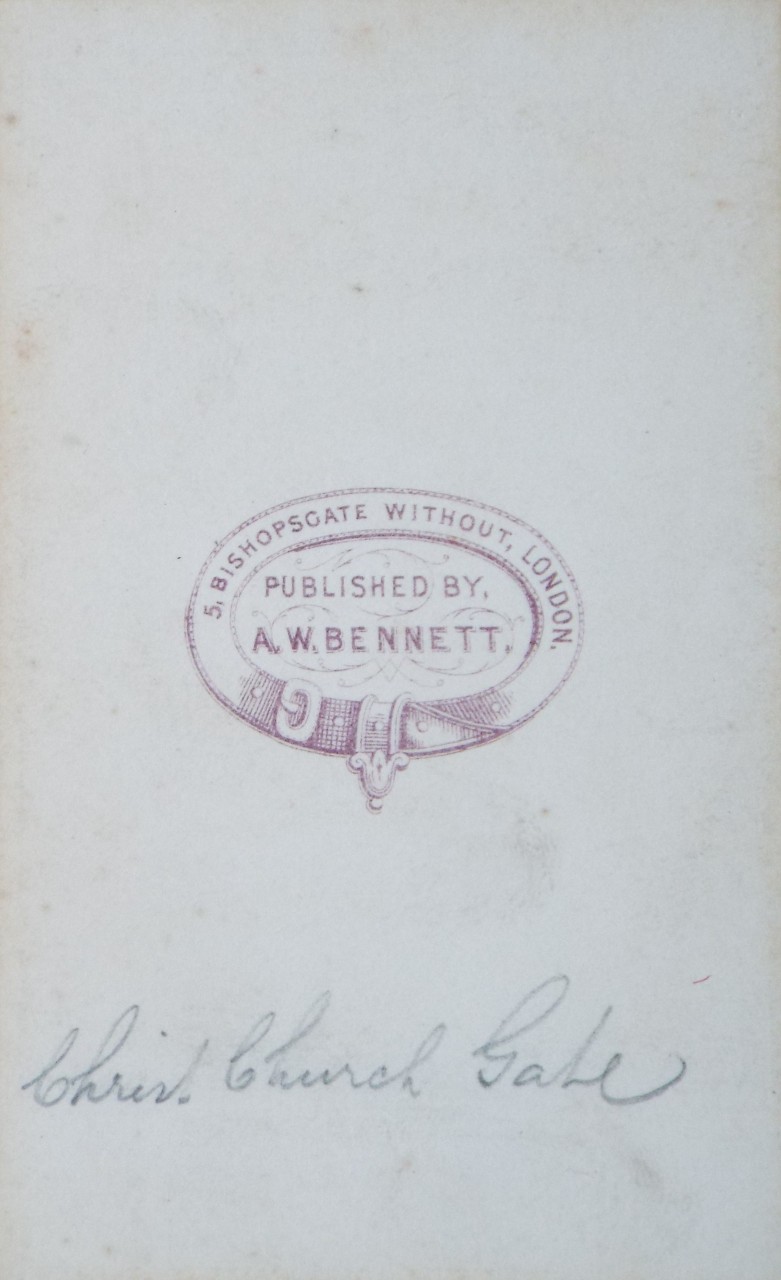 5, BISHOPSGATE WITHOUT, LONDON.
PUBLISHED BY,
A. W. BENNETT,
Christ Church Gate